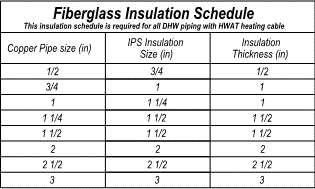 Fiberglass Insulation Schedule
This insulation schedule is required for all DHW piping with HWAT heating cable
Copper Pipe size (in) IPS Insulation Size (in) Insulation Thickness (in)
1/2 3/4 1/2
3/4 1 1
1 1 1/4 1
1 1/4 1 1/2 1 1/2
1 1/2 1 1/2 1 1/2
2 2 2
2 1/2 2 1/2 2 1/2
3 3 3